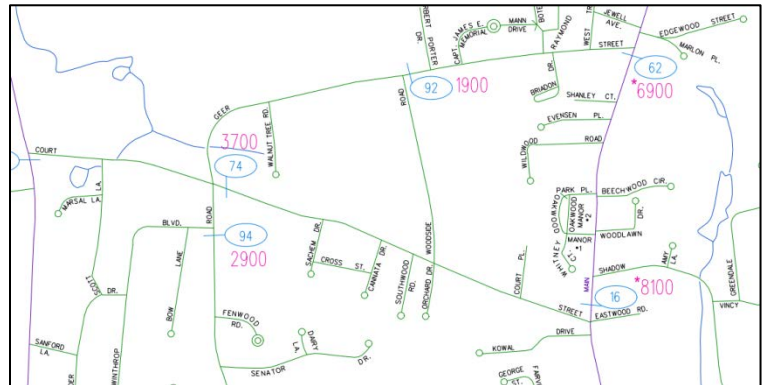 JEWELL
AVE.
EDGEWOOD STREET
MARLON PL.
RBERT
PORTER
DR.
CAPT. JAMES E.
MEMORIAL
MANN
DRIVE
RAYMOND
WEST
STREET
62
*6900
92
1900
ROAD
DR.
BRIADON
SHANLEY CT.
EVENSEN PL.
WILDWOOD
ROAD
GEER
WALNUT TREE RD.
3700
74
COURT
MARSAL LA.
LA.
BLVD.
ROAD
94
2900
LANE
BOW
SCOTT
DR.
SANFORD
LA.
WINTHROP
FENWOOD
RD.
SENATOR
DR.
DAIRY
LA.
SACHEM DR.
CROSS ST.
CANNATA DR.
SOUTHWOOD
RD.
ORCHARD DR.
WOODSIDE
COURT PL.
PARK PL.
BEECHWOOD CIR.
OAKWOOD
OAKWOOD
MANOR
*2
MANOR
*1
WHITNEY
CT.
WOODLAWN
DR.
MAIN
SHADOW
AMY
LA.
*8100
16
STREET
EASTWOOD RD.
DRIVE
KOWAL
GEORGE
ST.
FAIRV
GREENDALE
VINCY